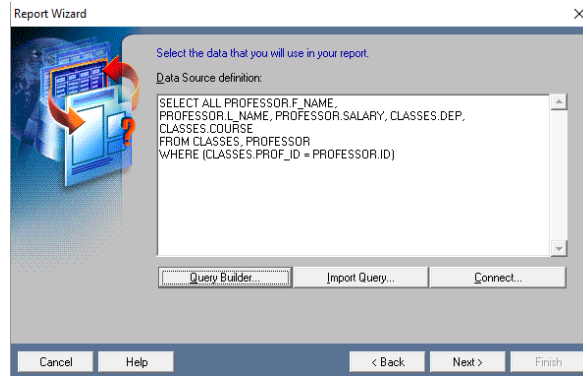 Report Wizard
Select the data that you will use in your report.
Data Source definition:
SELECT ALL PROFESSOR.F_NAME,
PROFESSOR.L_NAME, PROFESSOR.SALARY, CLASSES.DEP,
CLASSES.COURSE
FROM CLASSES, PROFESSOR
WHERE (CLASSES.PROF_ID = PROFESSOR.ID)
Query Builder... Import Query... Connect...
Cancel Help < Back Next > Finish